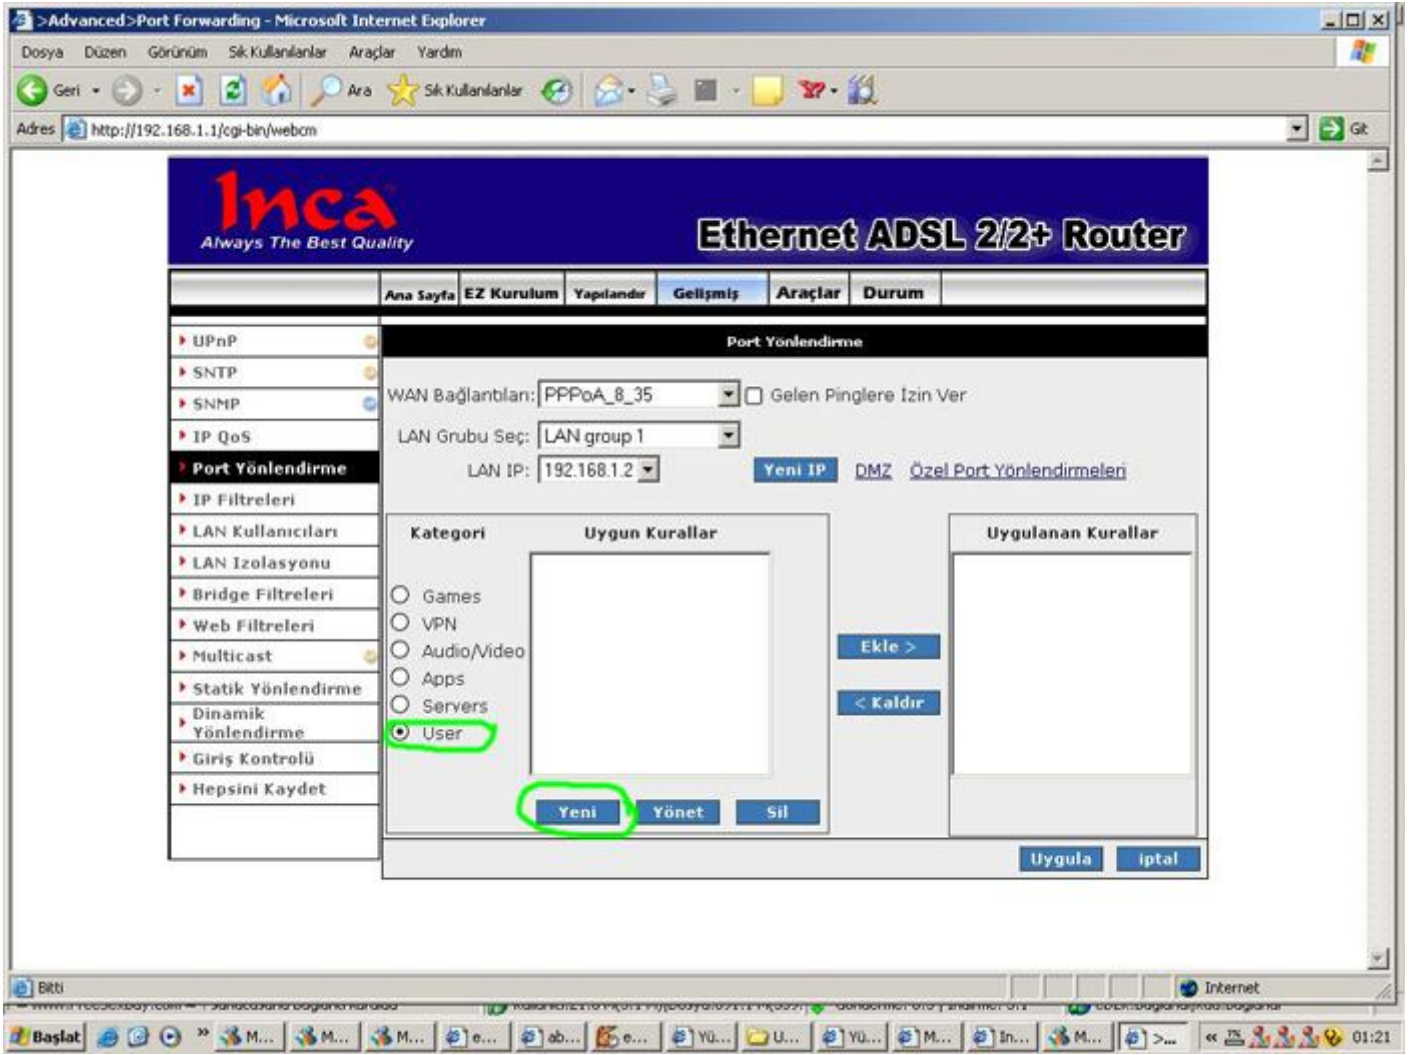 >Advanced>Port Forwarding - Microsoft Internet Explorer
Dosya Düzen Görünüm Sık Kullanılanlar Araçlar Yardım
Geri Ara Sık Kullanılanlar
Adres http://192.168.1.1/cgi-bin/webcm Git
Inca
Always The Best Quality
Ethernet ADSL 2/2+ Router
Ana Sayfa EZ Kurulum Yapılandır Gelişmiş Araçlar Durum
UPnP
SNTP
SNMP
IP QoS
Port Yönlendirme
IP Filtreleri
LAN Kullanıcıları
LAN Izolasyonu
Bridge Filtreleri
Web Filtreleri
Multicast
Statik Yönlendirme
Dinamik
Yönlendirme
Giriş Kontrolü
Hepsini Kaydet
Port Yönlendirme
WAN Bağlantıları: PPPoA_8_35 Gelen Pinglere İzin Ver
LAN Grubu Seç: LAN group 1
LAN IP: 192.168.1.2 Yeni IP DMZ Özel Port Yönlendirmeleri
Kategori Uygun Kurallar Uygulanan Kurallar
Games
VPN
Audio/Video
Apps
Servers
User
Ekle >
< Kaldır
Yeni Yönet Sil
Uygula iptal
Bitti Internet
Başlat » M... M... M... e... ab... e... Yü... U... Yü... M... In... M... >... « 01:21